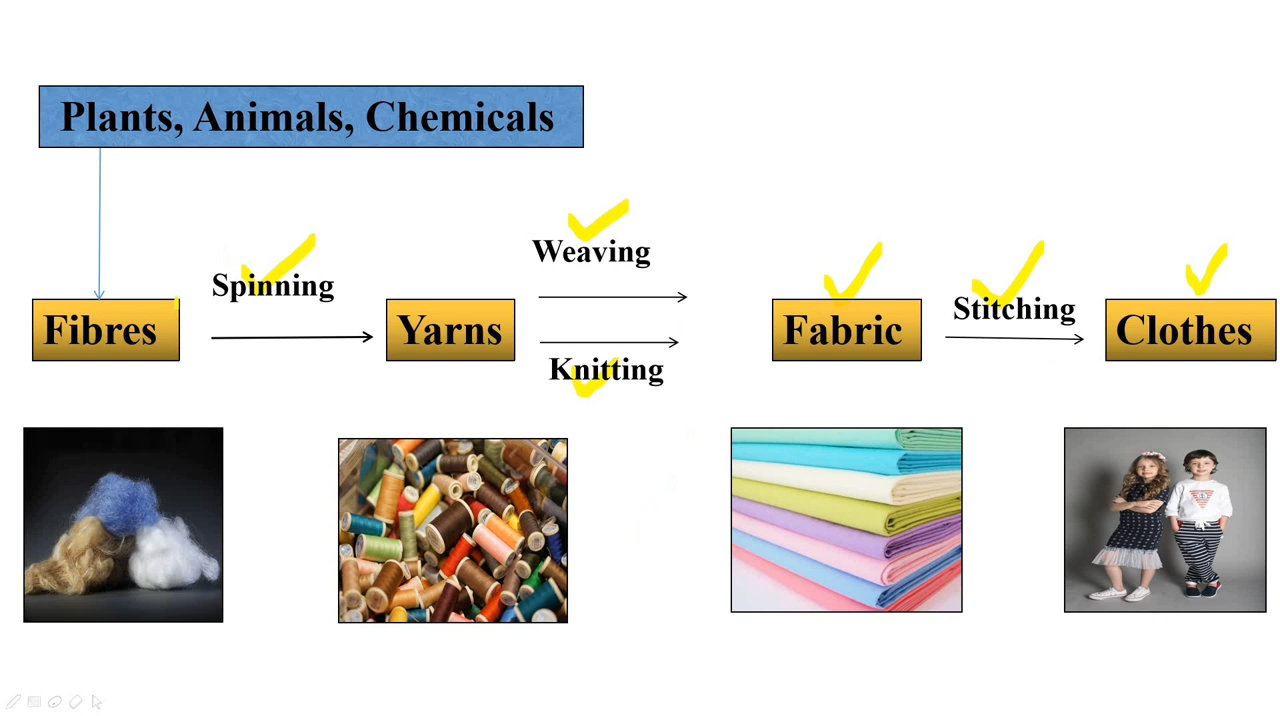 Plants, Animals, Chemicals
Weaving
Spinning
Fibres
Yarns
Fabric
Stitching
Clothes
Knitting